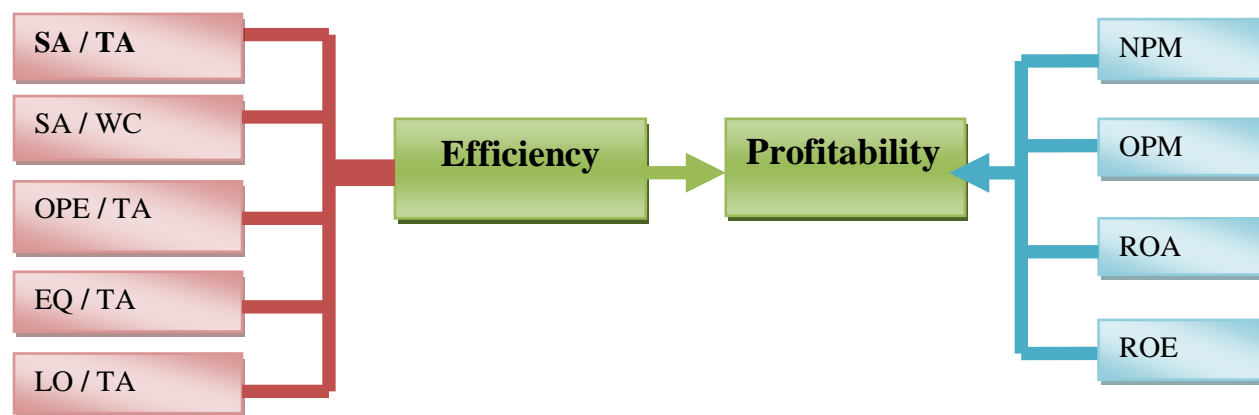 SA / TA
SA / WC
OPE / TA
EQ / TA
LO / TA
Efficiency
Profitability
NPM
OPM
ROA
ROE